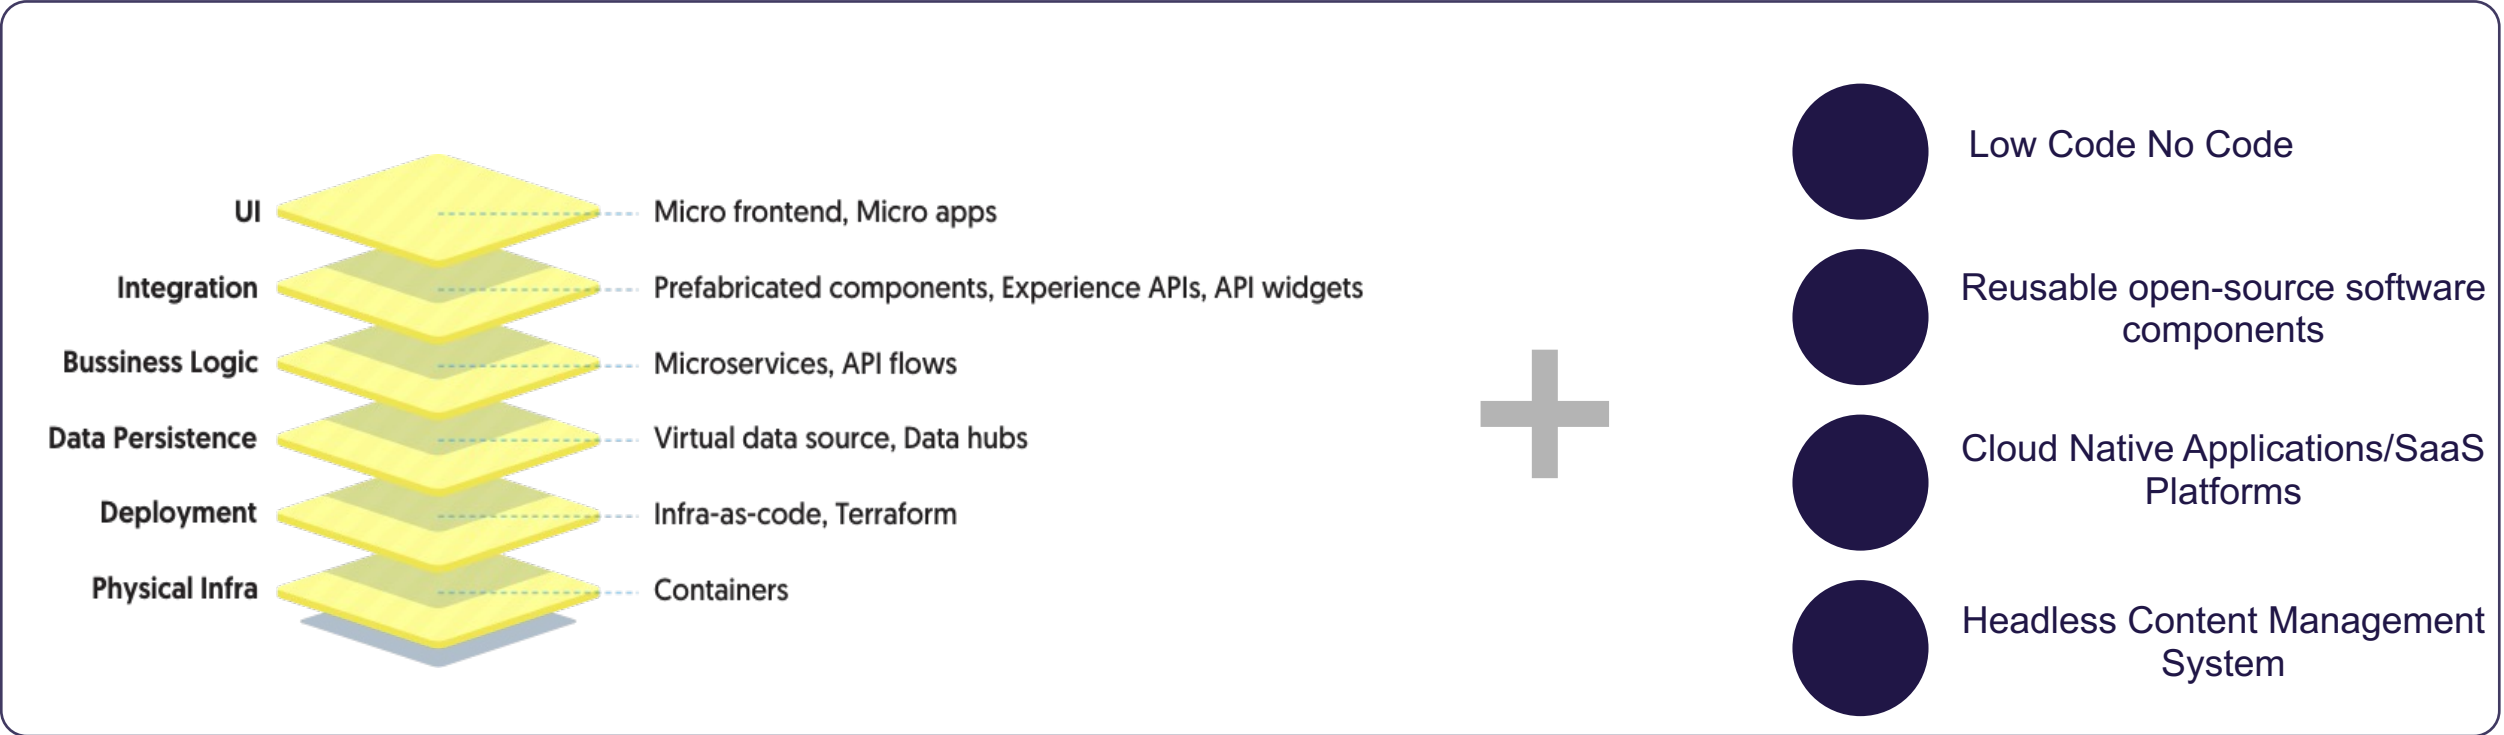 UI
Micro frontend, Micro apps
Integration
Prefabricated components, Experience APIs, API widgets
Bussiness Logic
Microservices, API flows
Data Persistence
Virtual data source, Data hubs
Deployment
Infra-as-code, Terraform
Physical Infra
Containers
Low Code No Code
Reusable open-source software
components
Cloud Native Applications/SaaS
Platforms
Headless Content Management
System